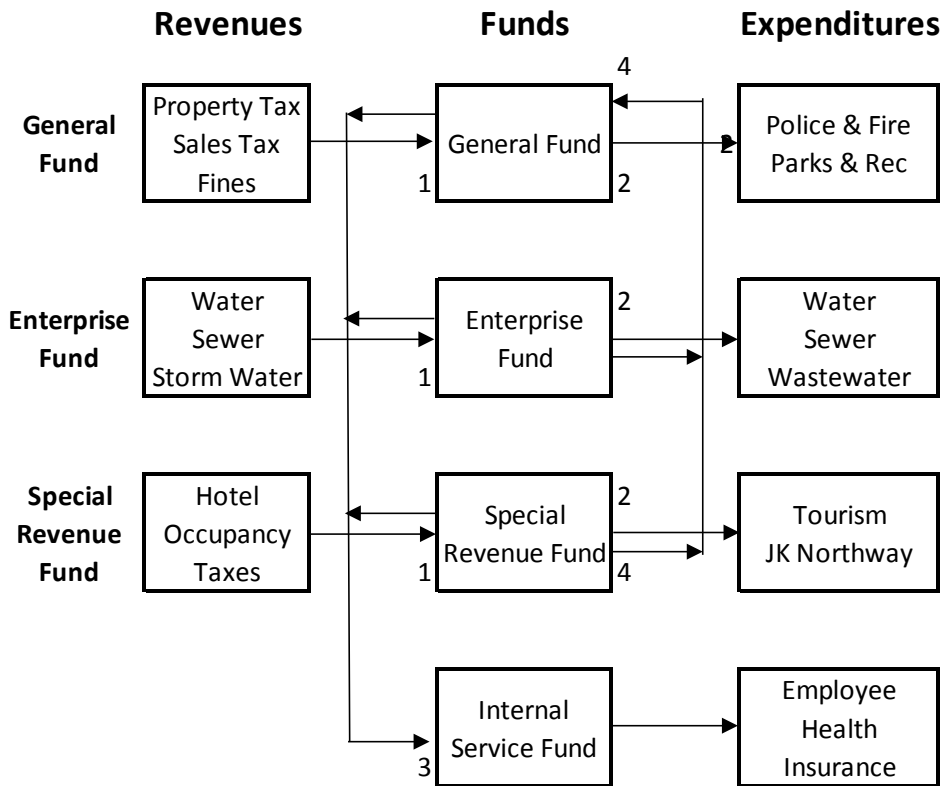 Revenues Funds Expenditures
4
General
Fund
Property Tax
Sales Tax
Fines
General Fund
2
Police & Fire
Parks & Rec
1
2
Enterprise
Fund
Water
Sewer
Storm Water
Enterprise
Fund
2
1
Water
Sewer
Wastewater
Special
Revenue
Fund
Hotel
Occupancy
Taxes
Special
Revenue Fund
2
1
4
Tourism
JK Northway
Internal
Service Fund
3
Employee
Health
Insurance